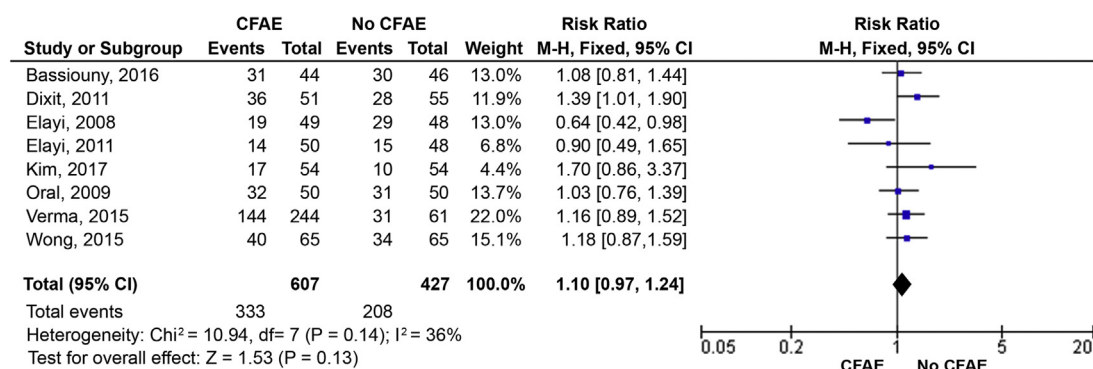 CFAE No CFAE Risk Ratio Risk Ratio
Study or Subgroup Events Total Events Total Weight M-H, Fixed, 95% CI M-H, Fixed, 95% CI
Bassiouny, 2016 31 44 30 46 13.0% 1.08 [0.81, 1.44]
Dixit, 2011 36 51 28 55 11.9% 1.39 [1.01, 1.90]
Elayi, 2008 19 49 29 48 13.0% 0.64 [0.42, 0.98]
Elayi, 2011 14 50 15 48 6.8% 0.90 [0.49, 1.65]
Kim, 2017 17 54 10 54 4.4% 1.70 [0.86, 3.37]
Oral, 2009 32 50 31 50 13.7% 1.03 [0.76, 1.39]
Verma, 2015 144 244 31 61 22.0% 1.16 [0.89, 1.52]
Wong, 2015 40 65 34 65 15.1% 1.18 [0.87,1.59]
Total (95% CI) 607 427 100.0% 1.10 [0.97, 1.24]
Total events 333 208
Heterogeneity: Chi² = 10.94, df= 7 (P = 0.14); I² = 36%
Test for overall effect: Z = 1.53 (P = 0.13)
0.05 0.2 1 5 20
CFAE No CFAE